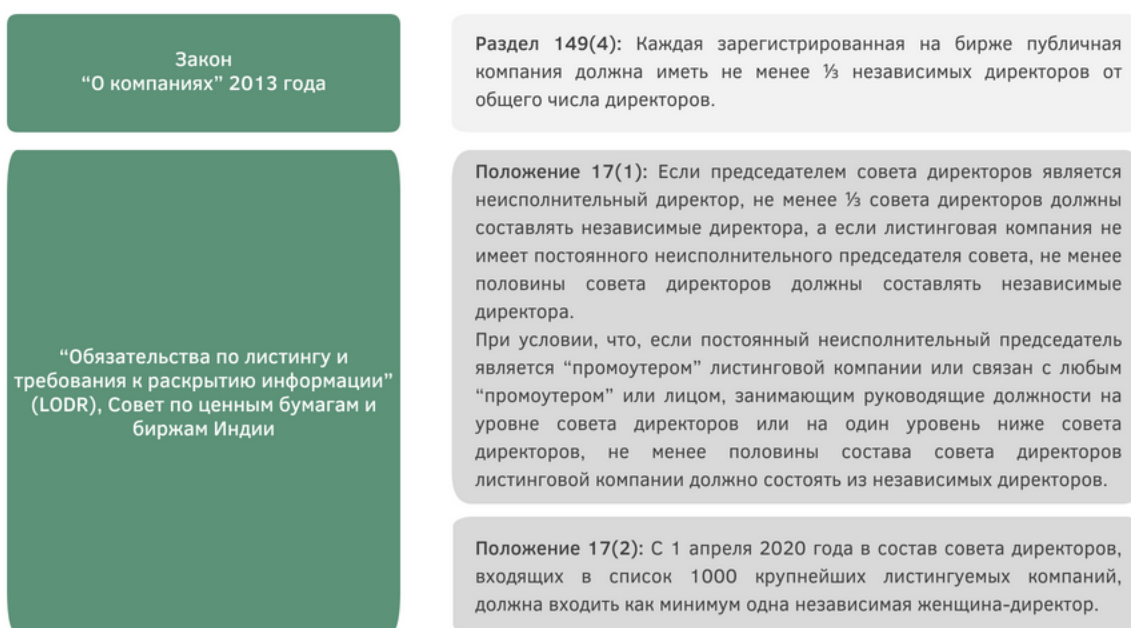 Закон
“О компаниях” 2013 года
Раздел 149(4): Каждая зарегистрированная на бирже публичная
компания должна иметь не менее ⅓ независимых директоров от
общего числа директоров.
“Обязательства по листингу и
требования к раскрытию информации”
(LODR), Совет по ценным бумагам и
биржам Индии
Положение 17(1): Если председателем совета директоров является
неисполнительный директор, не менее ⅓ совета директоров должны
составлять независимые директора, а если листинговая компания не
имеет постоянного неисполнительного председателя совета, не менее
половины совета директоров должны составлять независимые
директора.
При условии, что, если постоянный неисполнительный председатель
является “промоутером” листинговой компании или связан с любым
“промоутером” или лицом, занимающим руководящие должности на
уровне совета директоров или на один уровень ниже совета
директоров, не менее половины состава совета директоров
листинговой компании должно состоять из независимых директоров.
Положение 17(2): С 1 апреля 2020 года в состав совета директоров,
входящих в список 1000 крупнейших листингуемых компаний,
должна входить как минимум одна независимая женщина-директор.